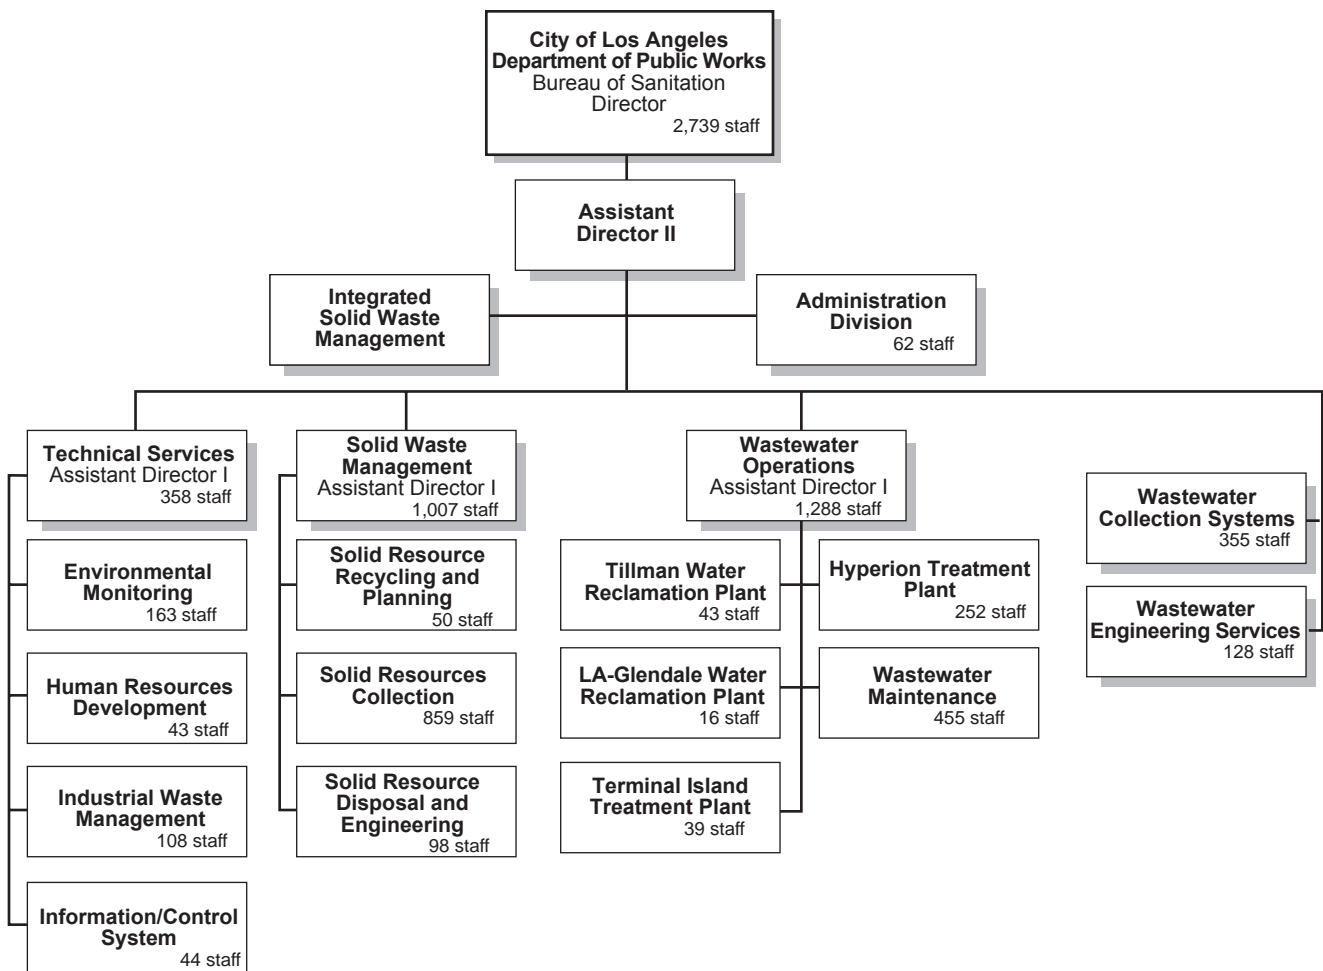 City of Los Angeles
Department of Public Works
Bureau of Sanitation
Director
2,739 staff
Assistant
Director II
Integrated
Solid Waste
Management
Administration
Division
62 staff
Technical Services
Assistant Director I
358 staff
Environmental
Monitoring
163 staff
Human Resources
Development
43 staff
Industrial Waste
Management
108 staff
Information/Control
System
44 staff
Solid Waste
Management
Assistant Director I
1,007 staff
Solid Resource
Recycling and
Planning
50 staff
Solid Resources
Collection
859 staff
Solid Resource
Disposal and
Engineering
98 staff
Wastewater
Operations
Assistant Director I
1,288 staff
Tillman Water
Reclamation Plant
43 staff
Hyperion Treatment
Plant
252 staff
LA-Glendale Water
Reclamation Plant
16 staff
Wastewater
Maintenance
455 staff
Terminal Island
Treatment Plant
39 staff
Wastewater
Collection Systems
355 staff
Wastewater
Engineering Services
128 staff